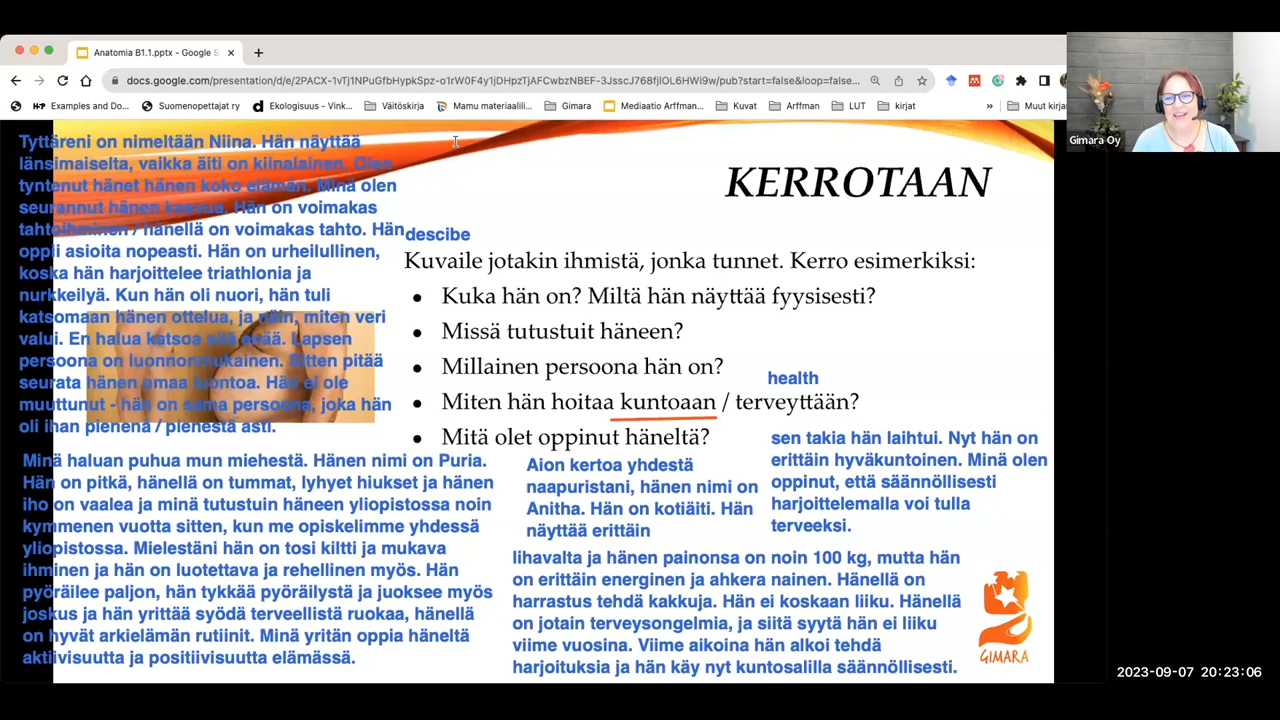 Anatomia B1.1.pptx - Google S
docs.google.com/presentation/d/e/2PACX-1vTj1NPuGfbHypkSpz-o1rW0F4y1jDHpzTjAFCwbzNBEF-3JsscJ768fjlOL6HWi9w/pub?start=false&loop=false...
Examples and Do... Suomenopettajat ry Ekologisuus - Vink... Väitöskirja Mamu materiaalili... Gimara Mediaatio Arffman... Kuvat Arffman LUT kirjat » Muut kirjan
Gimara Oy
Tyttäreni on nimeltään Niina. Hän näyttää
länsimaiselta, vaikka äiti on kiinalainen. Olen
tyntenut hänet hänen koko elämän. Minä olen
seurannut hänen kasvua. Hän on voimakas
tahtoihminen / hänellä on voimakas tahto. Hän
oppii asioita nopeasti. Hän on urheilullinen,
koska hän harjoittelee triathlonia ja
nurkkeilyä. Kun hän oli nuori, hän tuli
katsomaan hänen ottelua, ja näin, miten veri
valui. En halua katsoa sitä enää. Lapsen
persoona on luonnonmukainen. Sitten pitää
seurata hänen omaa luontoa. Hän ei ole
muuttunut - hän on sama persoona, joka hän
oli ihan pienenä / pienestä asti.
KERROTAAN
descibe
Kuvaile jotakin ihmistä, jonka tunnet. Kerro esimerkiksi:
• Kuka hän on? Miltä hän näyttää fyysisesti?
• Missä tutustuit häneen?
• Millainen persoona hän on?
health
• Miten hän hoitaa kuntoaan / terveyttään?
• Mitä olet oppinut häneltä?
Minä haluan puhua mun miehestä. Hänen nimi on Puria.
Hän on pitkä, hänellä on tummat, lyhyet hiukset ja hänen
iho on vaalea ja minä tutustuin häneen yliopistossa noin
kymmenen vuotta sitten, kun me opiskelimme yhdessä
yliopistossa. Mielestäni hän on tosi kiltti ja mukava
ihminen ja hän on luotettava ja rehellinen myös. Hän
pyöräilee paljon, hän tykkää pyöräilystä ja juoksee myös
joskus ja hän yrittää syödä terveellistä ruokaa, hänellä
on hyvät arkielämän rutiinit. Minä yritän oppia häneltä
aktiivisuutta ja positiivisuutta elämässä.
Aion kertoa yhdestä
naapuristani, hänen nimi on
Anitha. Hän on kotiäiti. Hän
näyttää erittäin
lihavalta ja hänen painonsa on noin 100 kg, mutta hän
on erittäin energinen ja ahkera nainen. Hänellä on
harrastus tehdä kakkuja. Hän ei koskaan liiku. Hänellä
on jotain terveysongelmia, ja siitä syytä hän ei liiku
viime vuosina. Viime aikoina hän alkoi tehdä
harjoituksia ja hän käy nyt kuntosalilla säännöllisesti.
sen takia hän laihtui. Nyt hän on
erittäin hyväkuntoinen. Minä olen
oppinut, että säännöllisesti
harjoittelemalla voi tulla
terveeksi.
GIMARA
2023-09-07 20:23:06